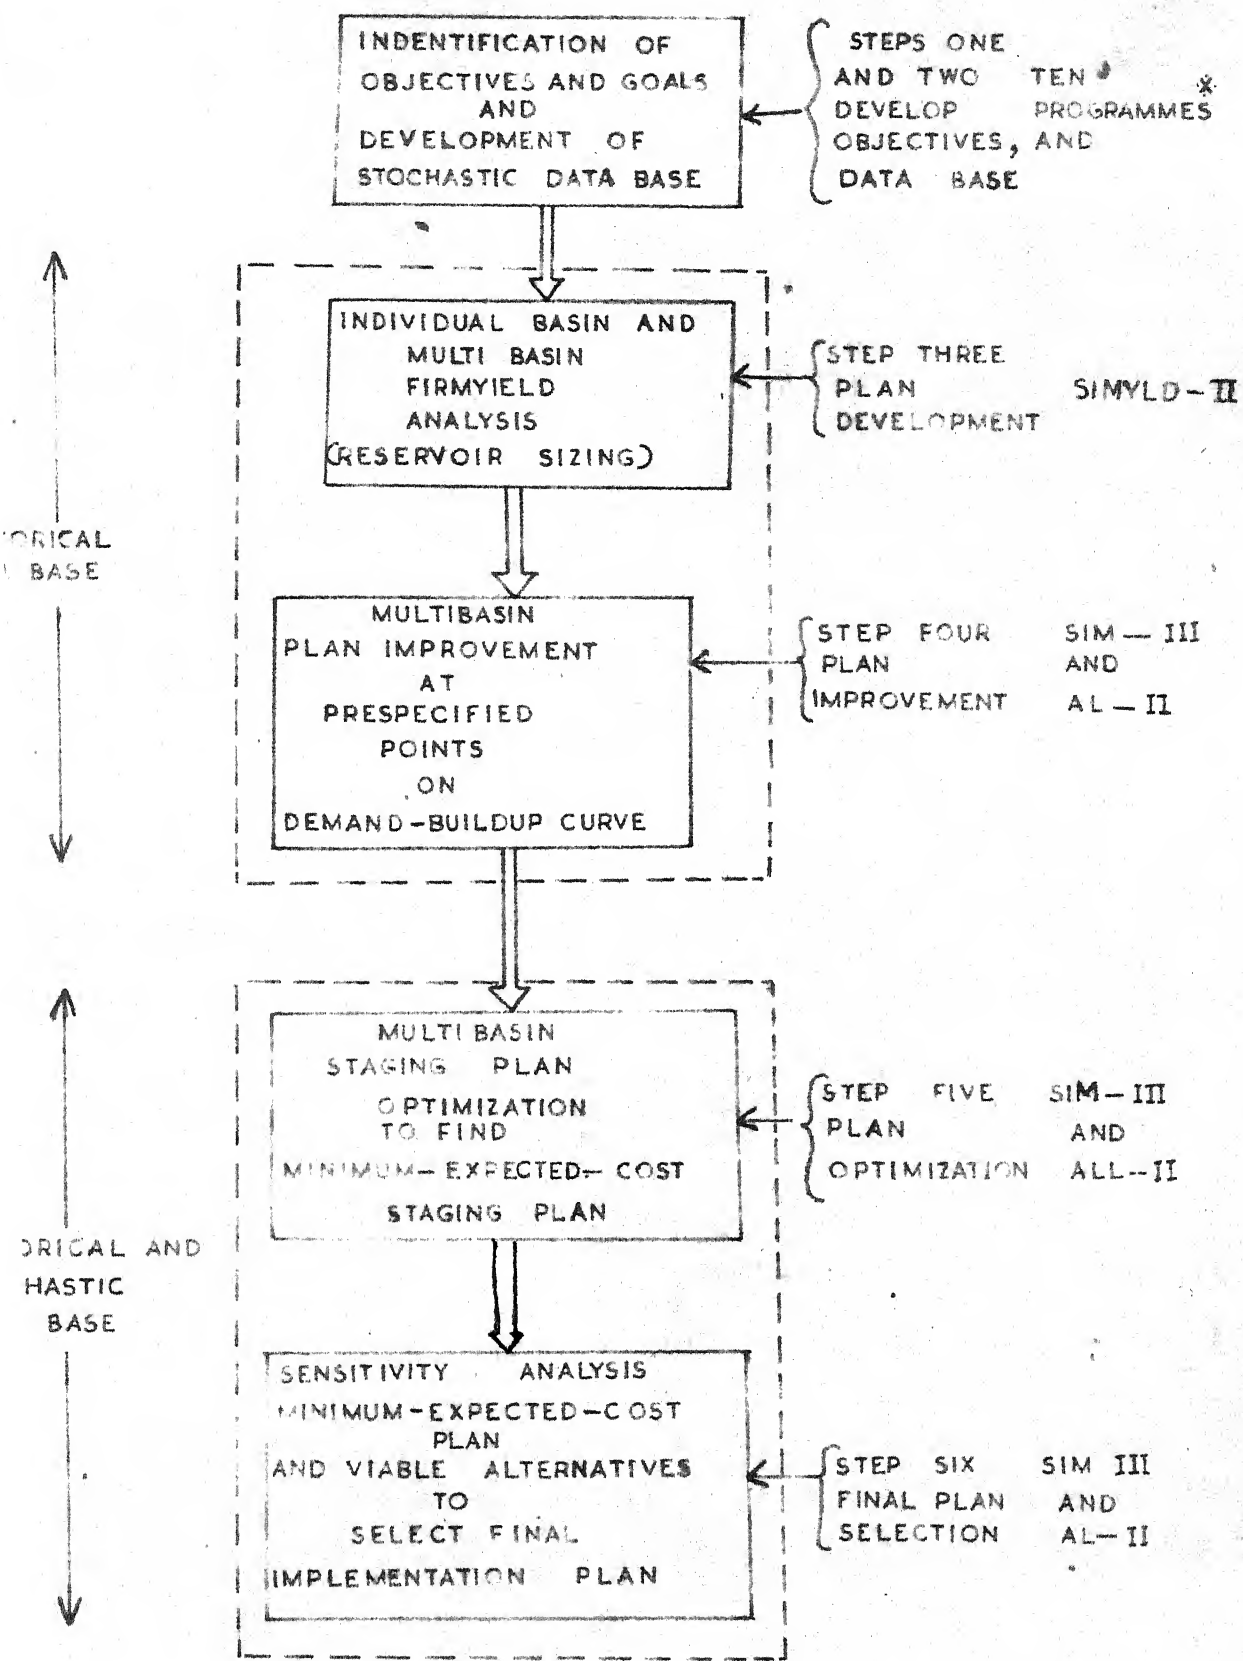 INDENTIFICATION OF
OBJECTIVES AND GOALS
AND
DEVELOPMENT OF
STOCHASTIC DATA BASE
STEPS ONE
AND TWO TEN
DEVELOP PROGRAMMES
OBJECTIVES, AND
DATA BASE
INDIVIDUAL BASIN AND
MULTI BASIN
FIRMYIELD
ANALYSIS
(RESERVOIR SIZING)
STEP THREE
PLAN SIMYLD-II
DEVELOPMENT
ORICAL
BASE
MULTIBASIN
PLAN IMPROVEMENT
AT
PRESPECIFIED
POINTS
ON
DEMAND-BUILDUP CURVE
STEP FOUR SIM-III
PLAN AND
IMPROVEMENT AL-II
MULTI BASIN
STAGING PLAN
OPTIMIZATION
TO FIND
MINIMUM-EXPECTED-COST
STAGING PLAN
STEP FIVE SIM-III
PLAN AND
OPTIMIZATION ALL-II
ORICAL AND
HASTIC
BASE
SENSITIVITY ANALYSIS
MINIMUM-EXPECTED-COST
PLAN
AND VIABLE ALTERNATIVES
TO
SELECT FINAL
IMPLEMENTATION PLAN
STEP SIX SIM III
FINAL PLAN AND
SELECTION AL-II